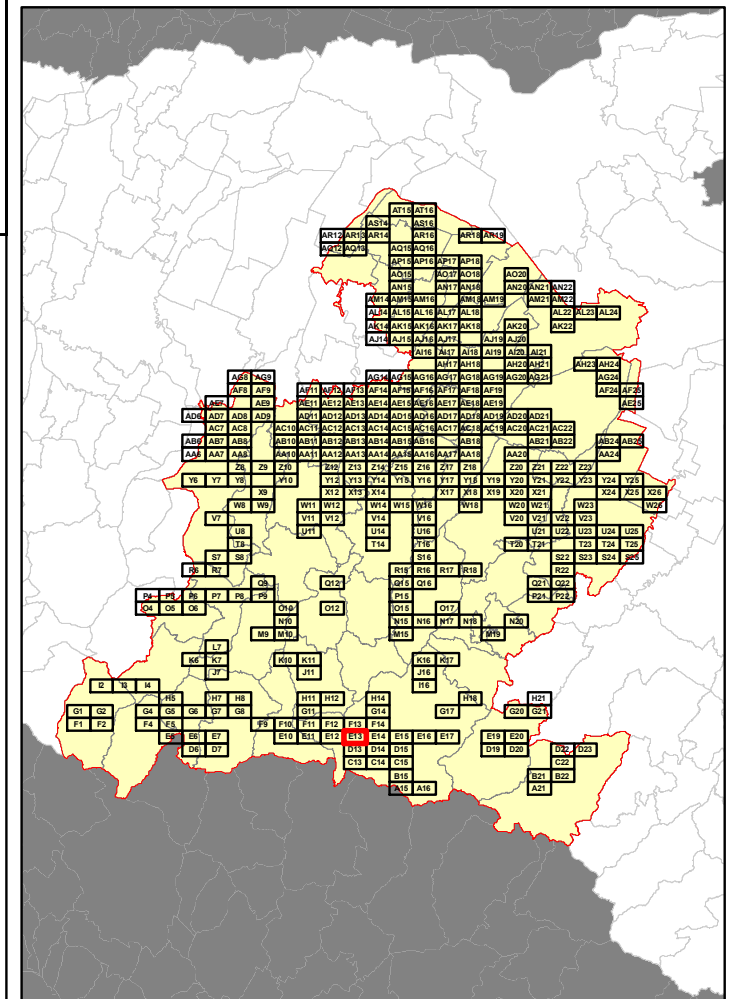 AT15 AT16
AS14 AS16
AR12 AR13 AR14 AR16 AR18 AR19
AQ12 AQ13 AQ15 AQ16
AP15 AP16 AP17 AP18
AO15 AO17 AO18 AO20
AN15 AN17 AN18 AN20 AN21 AN22
AM14 AM15 AM16 AM18 AM19 AM21 AM22
AL14 AL15 AL16 AL17 AL18 AL22 AL23 AL24
AK14 AK15 AK16 AK17 AK18 AK20 AK22
AJ14 AJ15 AJ16 AJ17 AJ19 AJ20
AI16 AI17 AI18 AI19 AI20 AI21
AH17 AH18 AH20 AH21 AH23 AH24
AG8 AG9 AG14 AG15 AG16 AG17 AG18 AG19 AG20 AG21 AG24
AF8 AF9 AF11 AF12 AF13 AF14 AF15 AF16 AF17 AF18 AF19 AF24 AF25
AE7 AE9 AE11 AE12 AE13 AE14 AE15 AE16 AE17 AE18 AE19 AE25
AD6 AD7 AD8 AD9 AD11 AD12 AD13 AD14 AD15 AD16 AD17 AD18 AD19 AD20 AD21
AC7 AC8 AC10 AC11 AC12 AC13 AC14 AC15 AC16 AC17 AC18 AC19 AC20 AC21 AC22
AB6 AB7 AB8 AB10 AB11 AB12 AB13 AB14 AB15 AB16 AB18 AB21 AB22 AB24 AB25
AA6 AA7 AA8 AA10 AA11 AA12 AA13 AA14 AA15 AA16 AA17 AA18 AA20 AA24
Z8 Z9 Z10 Z12 Z13 Z14 Z15 Z16 Z17 Z18 Z20 Z21 Z22 Z23
Y6 Y7 Y8 Y10 Y12 Y13 Y14 Y15 Y16 Y17 Y18 Y19 Y20 Y21 Y22 Y23 Y24 Y25
X9 X12 X13 X14 X17 X18 X19 X20 X21 X24 X25 X26
W8 W9 W11 W12 W14 W15 W16 W18 W20 W21 W23 W26
V7 V11 V12 V14 V16 V20 V21 V22 V23
U8 U11 U14 U16 U21 U22 U23 U24 U25
T8 T14 T16 T20 T21 T23 T24 T25
S7 S8 S16 S22 S23 S24 S25
R6 R7 R15 R16 R17 R18 R22
Q9 Q12 Q15 Q16 Q21 Q22
P4 P5 P6 P7 P8 P9 P15 P21 P22
O4 O5 O6 O10 O12 O15 O17
N10 N15 N16 N17 N18 N20
M9 M10 M15 M19
L7
K6 K7 K10 K11 K16 K17
J7 J11 J16
I2 I3 I4 I16
H5 H7 H8 H11 H12 H14 H18 H21
G1 G2 G4 G5 G6 G7 G8 G11 G14 G17 G20 G21
F1 F2 F4 F5 F9 F10 F11 F12 F13 F14
E5 E6 E7 E10 E11 E12 E13 E14 E15 E16 E17 E19 E20
D6 D7 D13 D14 D15 D19 D20 D22 D23
C13 C14 C15 C22
B15 B21 B22
A15 A16 A21